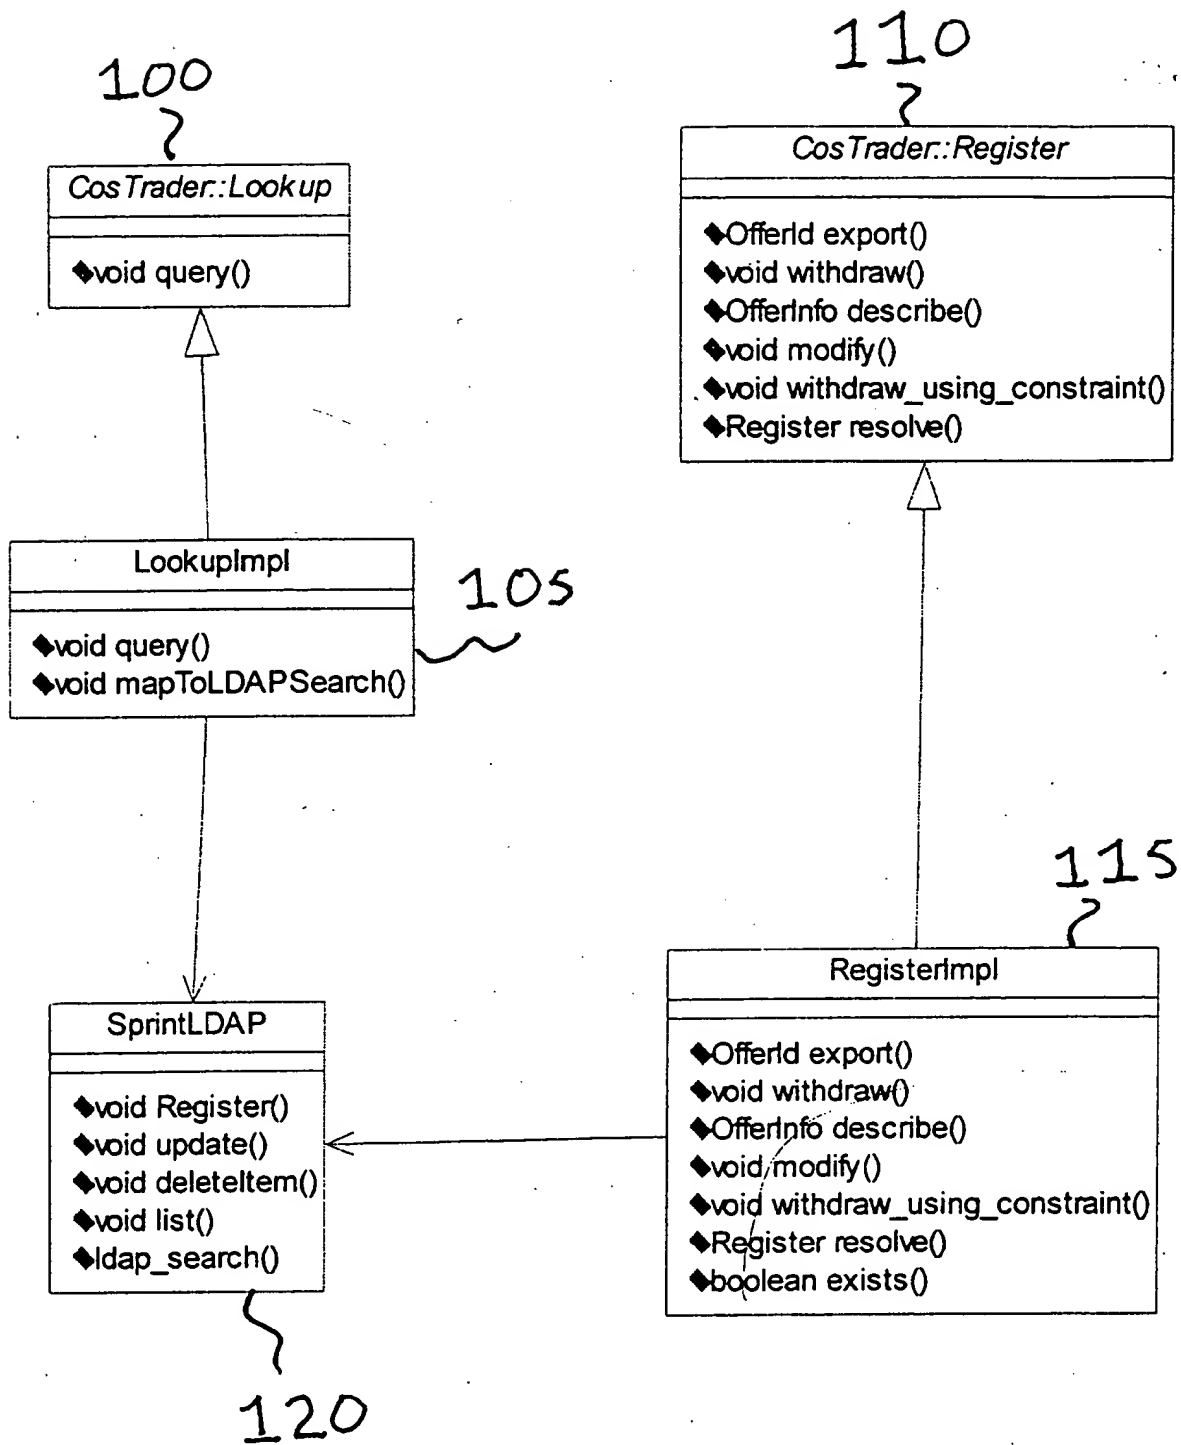 100
CosTrader::Lookup
void query()
110
CosTrader::Register
OfferId export()
void withdraw()
OfferInfo describe()
void modify()
void withdraw_using_constraint()
Register resolve()
LookupImpl
void query()
void mapToLDAPSearch()
105
SprintLDAP
void Register()
void update()
void deleteItem()
void list()
ldap_search()
120
115
RegisterImpl
OfferId export()
void withdraw()
OfferInfo describe()
void modify()
void withdraw_using_constraint()
Register resolve()
boolean exists()